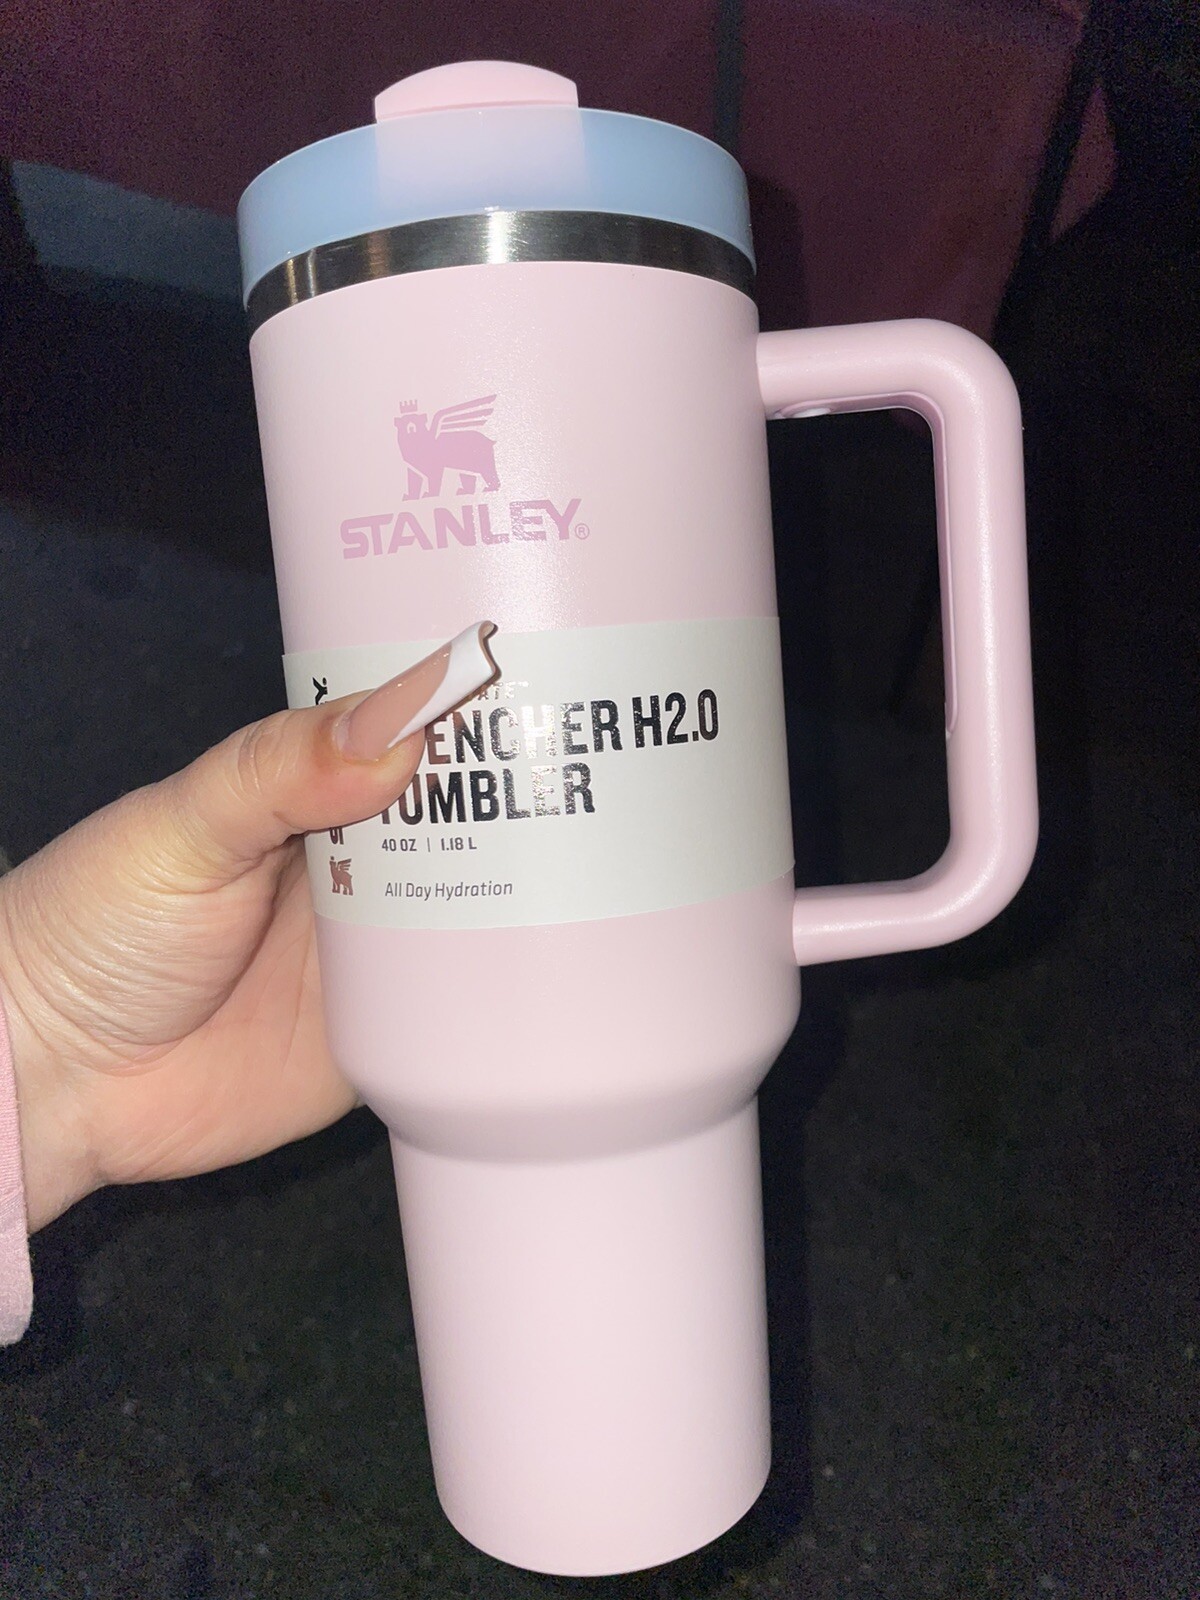 STANLEY®
ENCHER H2.0
TUMBLER
40 OZ | 1.18 L
All Day Hydration